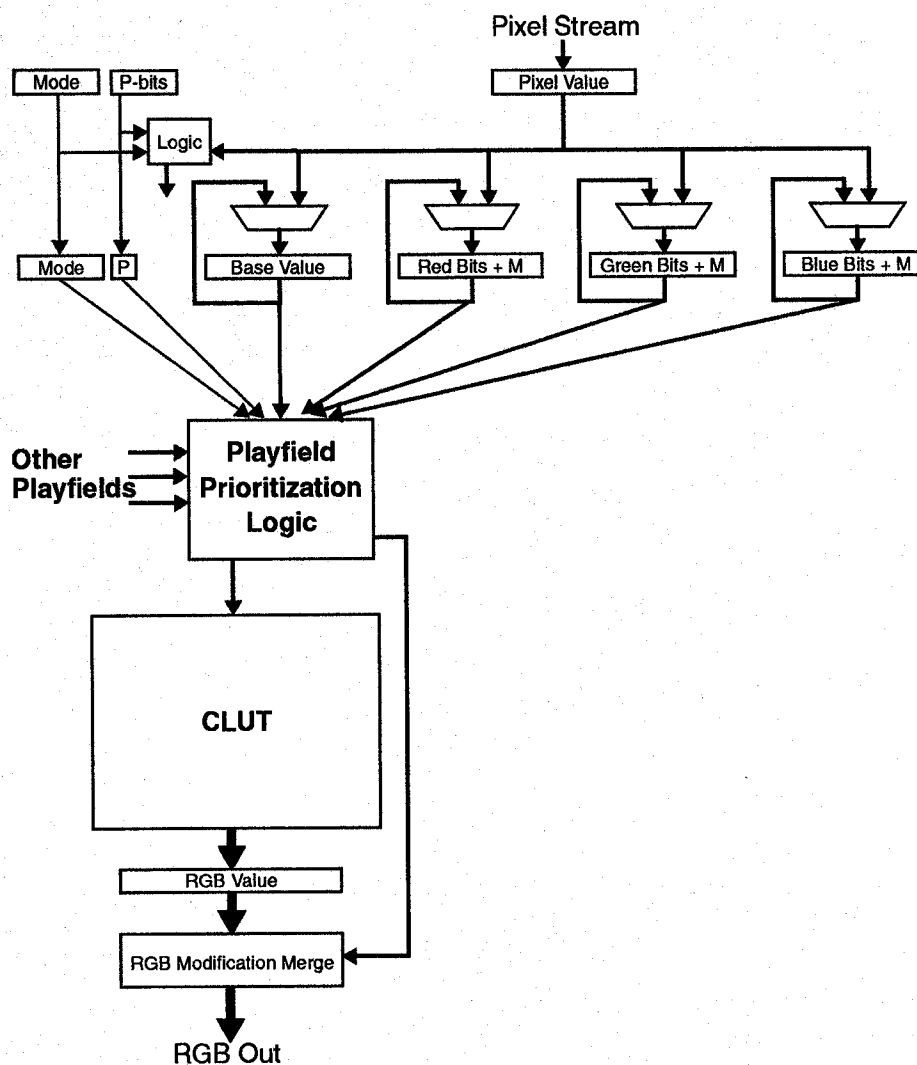 Pixel Stream
Mode
P-bits
Pixel Value
Logic
Mode
P
Base Value
Red Bits + M
Green Bits + M
Blue Bits + M
Other
Playfields
Playfield
Prioritization
Logic
CLUT
RGB Value
RGB Modification Merge
RGB Out